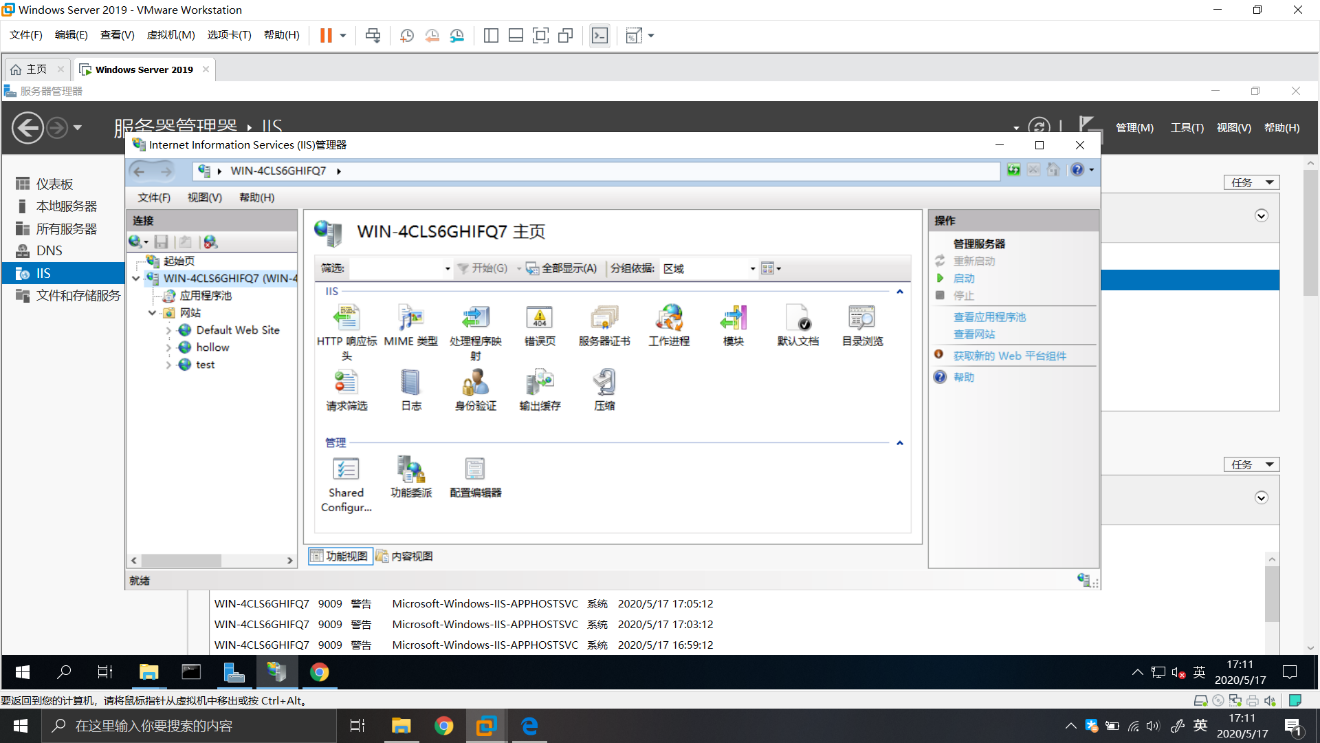 Windows Server 2019 - VMware Workstation
文件(F) 编辑(E) 查看(V) 虚拟机(M) 选项卡(T) 帮助(H)
主页 Windows Server 2019
服务器管理器
服务器管理器 IIS 管理(M) 工具(T) 视图(V) 帮助(H)
Internet Information Services (IIS)管理器
WIN-4CLS6GHIFQ7
文件(F) 视图(V) 帮助(H)
仪表板
本地服务器
所有服务器
DNS
IIS
文件和存储服务
连接
起始页
WIN-4CLS6GHIFQ7 (WIN-4
应用程序池
网站
Default Web Site
hollow
test
WIN-4CLS6GHIFQ7 主页
筛选: 开始(G) 全部显示(A) 分组依据: 区域
IIS
HTTP 响应标头 MIME 类型 处理程序映射 错误页 服务器证书 工作进程 模块 默认文档 目录浏览
404
请求筛选 日志 身份验证 输出缓存 压缩
管理
Shared Configur... 功能委派 配置编辑器
功能视图 内容视图
就绪
操作
管理服务器
重新启动
启动
停止
查看应用程序池
查看网站
获取新的 Web 平台组件
帮助
任务
任务
WIN-4CLS6GHIFQ7 9009 警告 Microsoft-Windows-IIS-APPHOSTSVC 系统 2020/5/17 17:05:12
WIN-4CLS6GHIFQ7 9009 警告 Microsoft-Windows-IIS-APPHOSTSVC 系统 2020/5/17 17:03:12
WIN-4CLS6GHIFQ7 9009 警告 Microsoft-Windows-IIS-APPHOSTSVC 系统 2020/5/17 16:59:12
英 17:11
2020/5/17
要返回到您的计算机，请将鼠标指针从虚拟机中移出或按 Ctrl+Alt。
在这里输入你要搜索的内容
英 17:11
2020/5/17
1